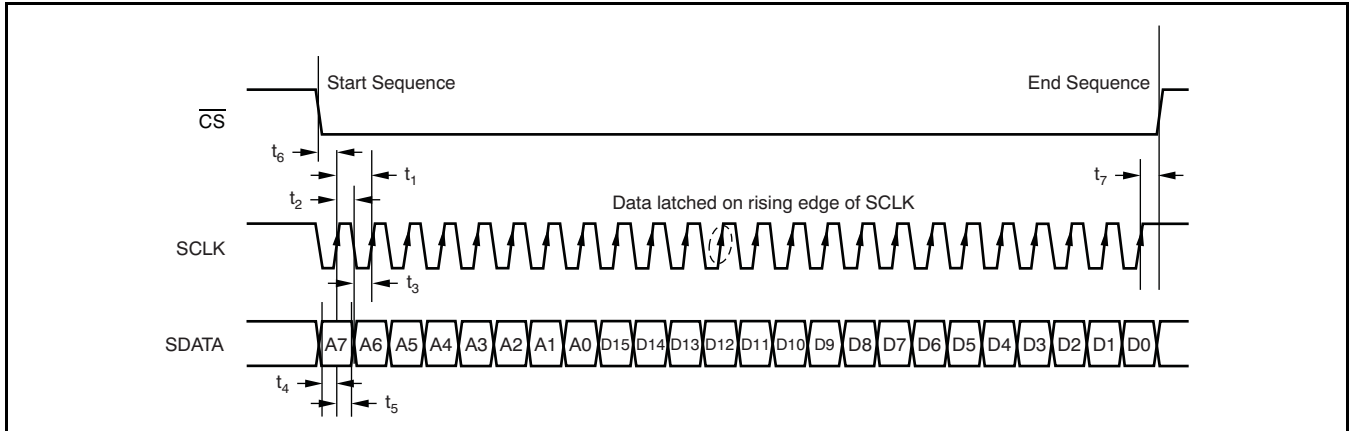 Start Sequence End Sequence
CS
t6 t1 t7
t2 Data latched on rising edge of SCLK
SCLK
t3
SDATA A7 A6 A5 A4 A3 A2 A1 A0 D15 D14 D13 D12 D11 D10 D9 D8 D7 D6 D5 D4 D3 D2 D1 D0
t4
t5